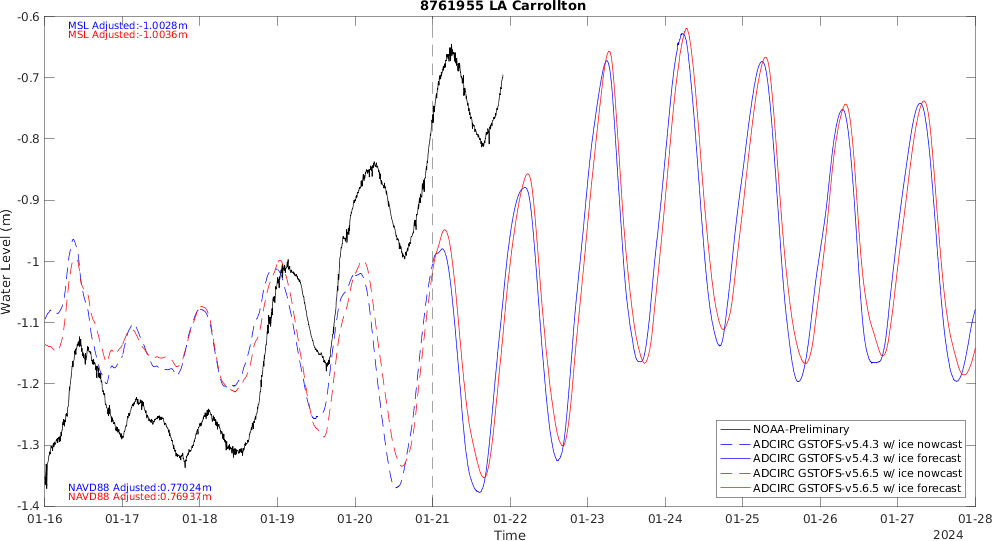 8761955 LA Carrollton
MSL Adjusted:-1.0028m
MSL Adjusted:-1.0036m
-0.6
-0.7
-0.8
-0.9
-1
-1.1
-1.2
-1.3
-1.4
Water Level (m)
NOAA-Preliminary
ADCIRC GSTOFS-v5.4.3 w/ ice nowcast
ADCIRC GSTOFS-v5.4.3 w/ ice forecast
ADCIRC GSTOFS-v5.6.5 w/ ice nowcast
ADCIRC GSTOFS-v5.6.5 w/ ice forecast
NAVD88 Adjusted:0.77024m
NAVD88 Adjusted:0.76937m
01-16 01-17 01-18 01-19 01-20 01-21 01-22 01-23 01-24 01-25 01-26 01-27 01-28
Time
2024